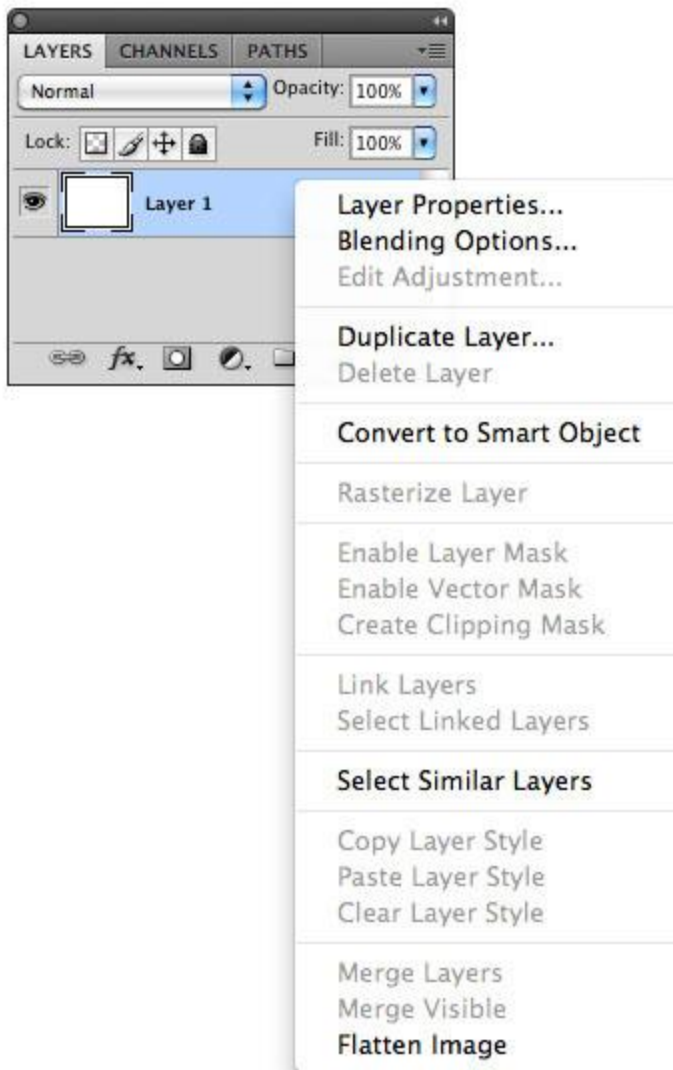 LAYERS CHANNELS PATHS
Normal Opacity: 100%
Lock: Fill: 100%
Layer 1
fx.
Layer Properties...
Blending Options...
Edit Adjustment...
Duplicate Layer...
Delete Layer
Convert to Smart Object
Rasterize Layer
Enable Layer Mask
Enable Vector Mask
Create Clipping Mask
Link Layers
Select Linked Layers
Select Similar Layers
Copy Layer Style
Paste Layer Style
Clear Layer Style
Merge Layers
Merge Visible
Flatten Image